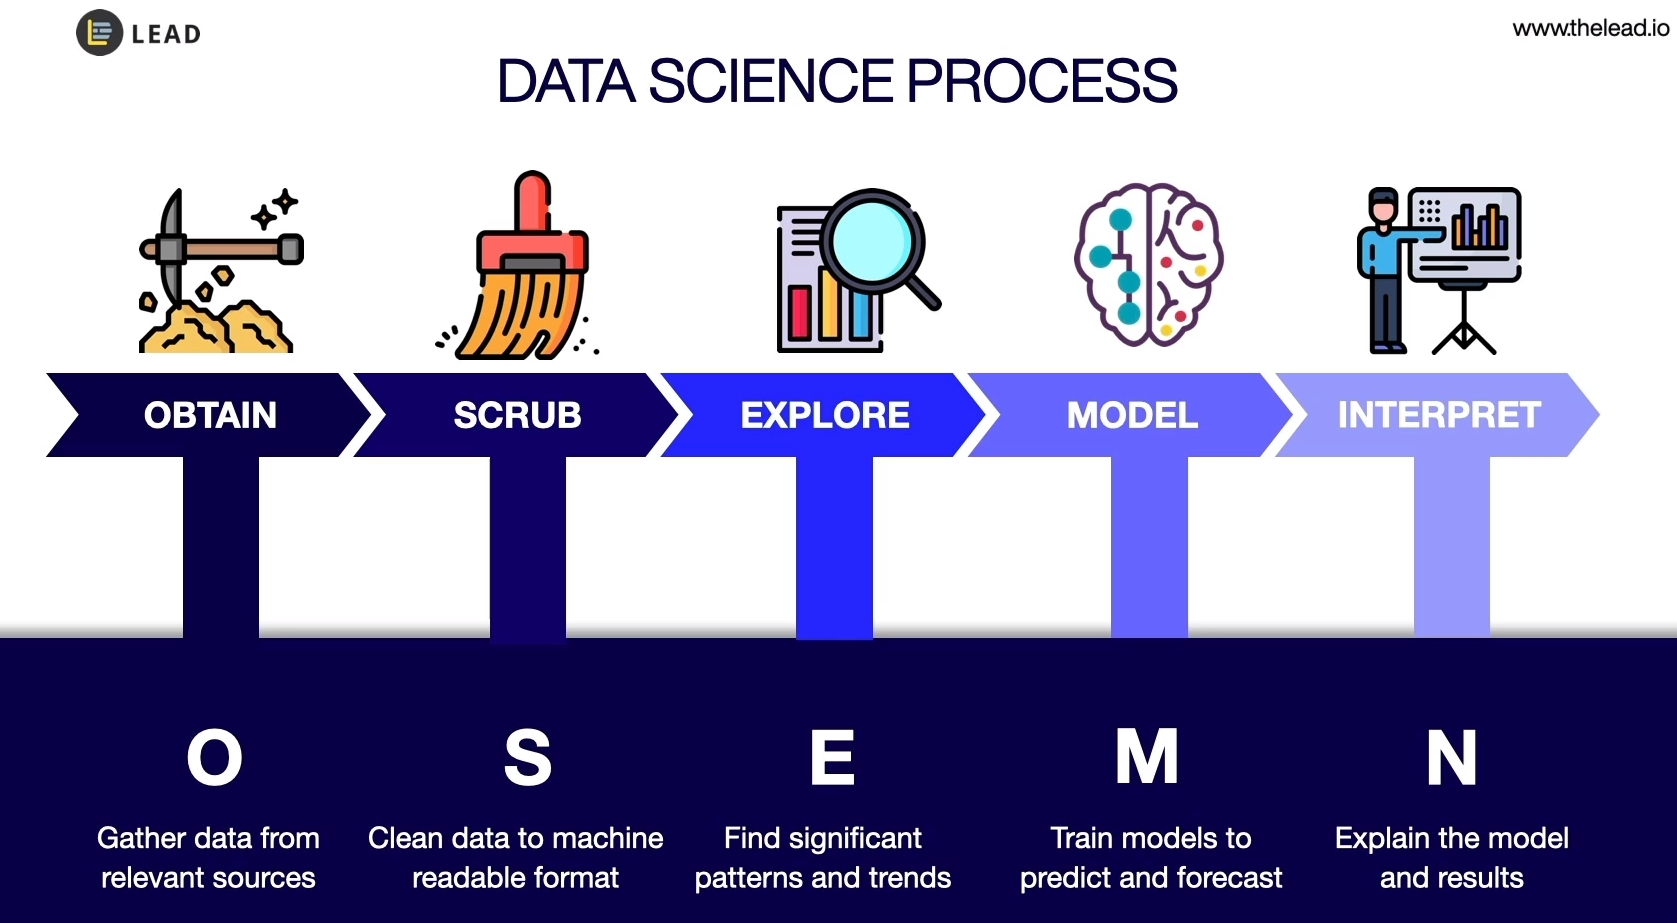 LEAD
www.thelead.io
DATA SCIENCE PROCESS
OBTAIN
SCRUB
EXPLORE
MODEL
INTERPRET
O
Gather data from
relevant sources
S
Clean data to machine
readable format
E
Find significant
patterns and trends
M
Train models to
predict and forecast
N
Explain the model
and results